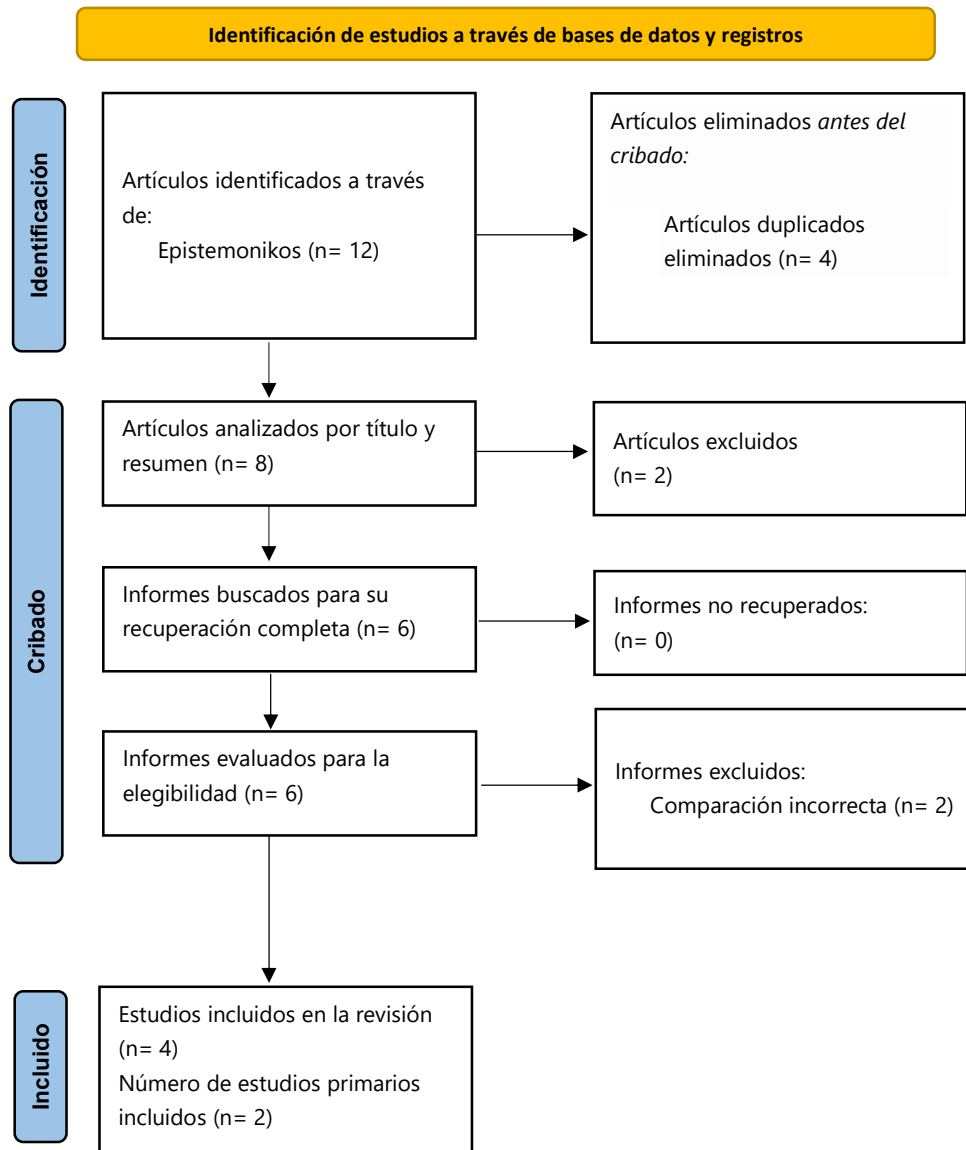 Identificación de estudios a través de bases de datos y registros
Identificación
Artículos identificados a través
de:
Epistemonikos (n= 12)
Artículos eliminados antes del
cribado:
Artículos duplicados
eliminados (n= 4)
Cribado
Artículos analizados por título y
resumen (n= 8)
Artículos excluidos
(n= 2)
Informes buscados para su
recuperación completa (n= 6)
Informes no recuperados:
(n= 0)
Informes evaluados para la
elegibilidad (n= 6)
Informes excluidos:
Comparación incorrecta (n= 2)
Incluido
Estudios incluidos en la revisión
(n= 4)
Número de estudios primarios
incluidos (n= 2)